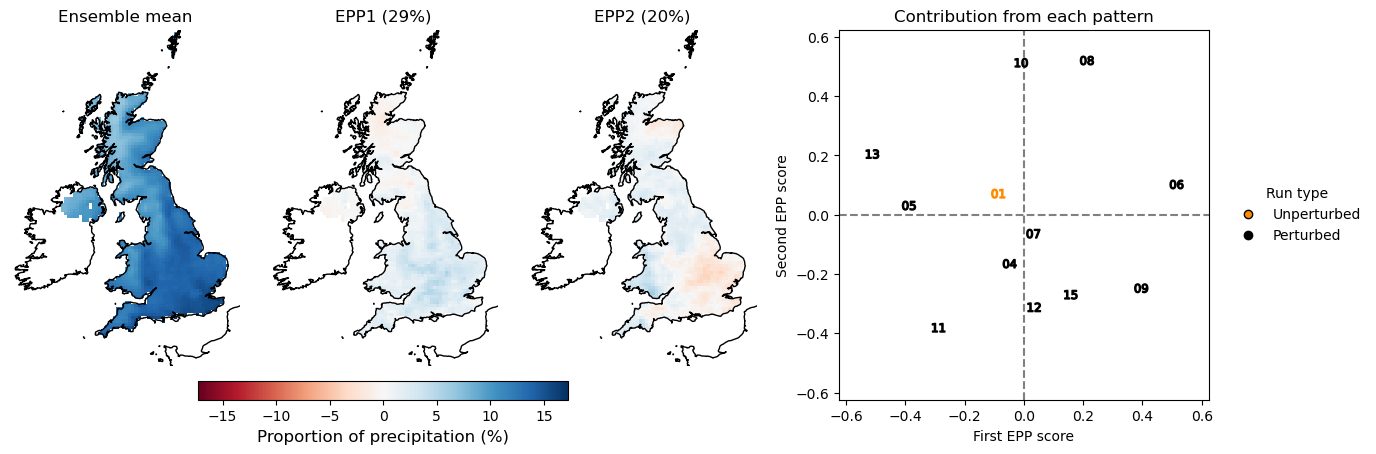 Ensemble mean
EPP1 (29%)
EPP2 (20%)
Contribution from each pattern
−15 −10 −5 0 5 10 15
Proportion of precipitation (%)
Second EPP score
0.6
0.4
0.2
0.0
−0.2
−0.4
−0.6
10
08
13
06
01
05
07
04
09
15
12
11
−0.6 −0.4 −0.2 0.0 0.2 0.4 0.6
First EPP score
Run type
Unperturbed
Perturbed